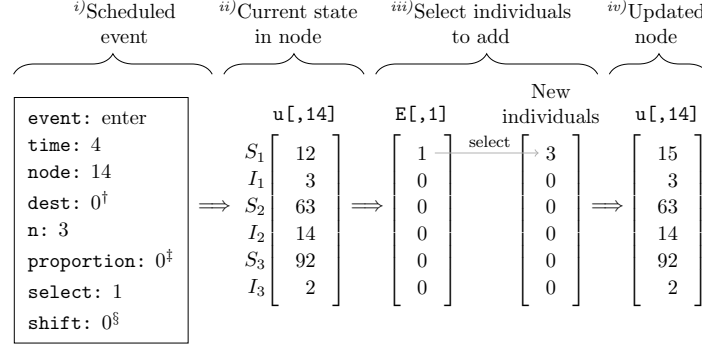 i)Scheduled event
ii)Current state in node
iii)Select individuals to add
iv)Updated node
event: enter
time: 4
node: 14
dest: 0†
n: 3
proportion: 0‡
select: 1
shift: 0§
⟹
u[,14]
S1 12
I1 3
S2 63
I2 14
S3 92
I3 2
⟹
E[,1]
1
0
0
0
0
0
select
New individuals
3
0
0
0
0
0
⟹
u[,14]
15
3
63
14
92
2